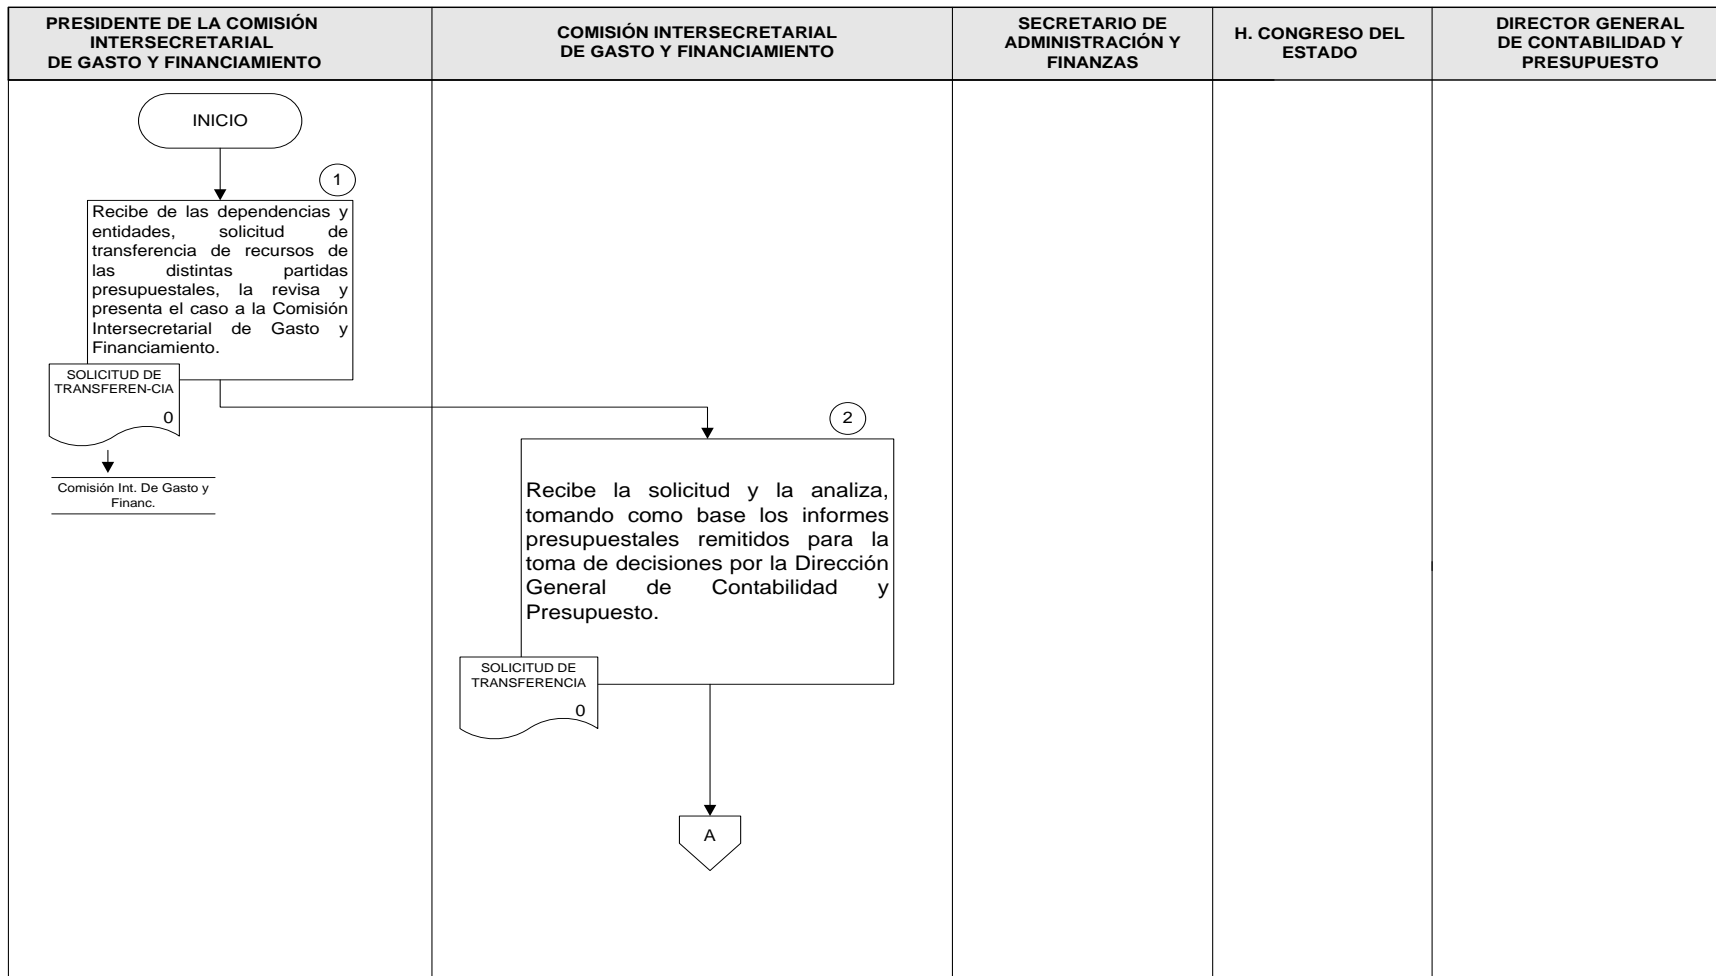 PRESIDENTE DE LA COMISIÓN
INTERSECRETARIAL
DE GASTO Y FINANCIAMIENTO
COMISIÓN INTERSECRETARIAL
DE GASTO Y FINANCIAMIENTO
SECRETARIO DE
ADMINISTRACIÓN Y
FINANZAS
H. CONGRESO DEL
ESTADO
DIRECTOR GENERAL
DE CONTABILIDAD Y
PRESUPUESTO
INICIO
1
Recibe de las dependencias y
entidades, solicitud de
transferencia de recursos de
las distintas partidas
presupuestales, la revisa y
presenta el caso a la Comisión
Intersecretarial de Gasto y
Financiamiento.
SOLICITUD DE
TRANSFEREN-CIA
0
Comisión Int. De Gasto y
Financ.
2
Recibe la solicitud y la analiza,
tomando como base los informes
presupuestales remitidos para la
toma de decisiones por la Dirección
General de Contabilidad y
Presupuesto.
SOLICITUD DE
TRANSFERENCIA
0
A